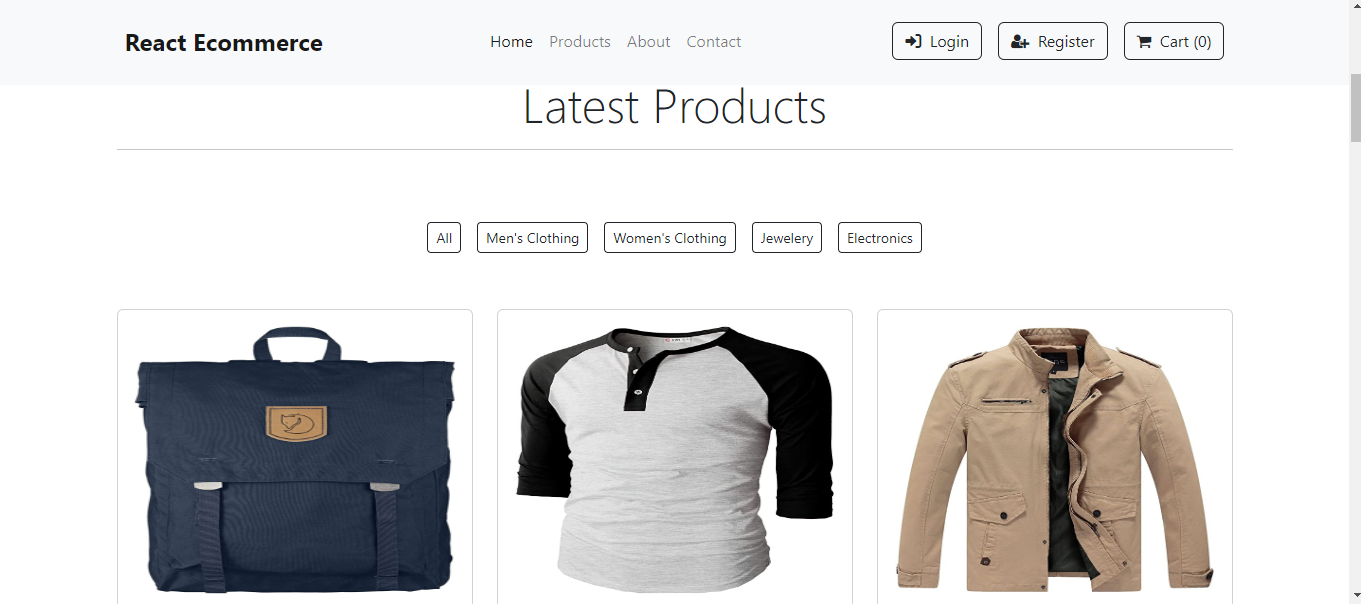 React Ecommerce Home Products About Contact Login Register Cart (0)
Latest Products
All Men's Clothing Women's Clothing Jewelery Electronics